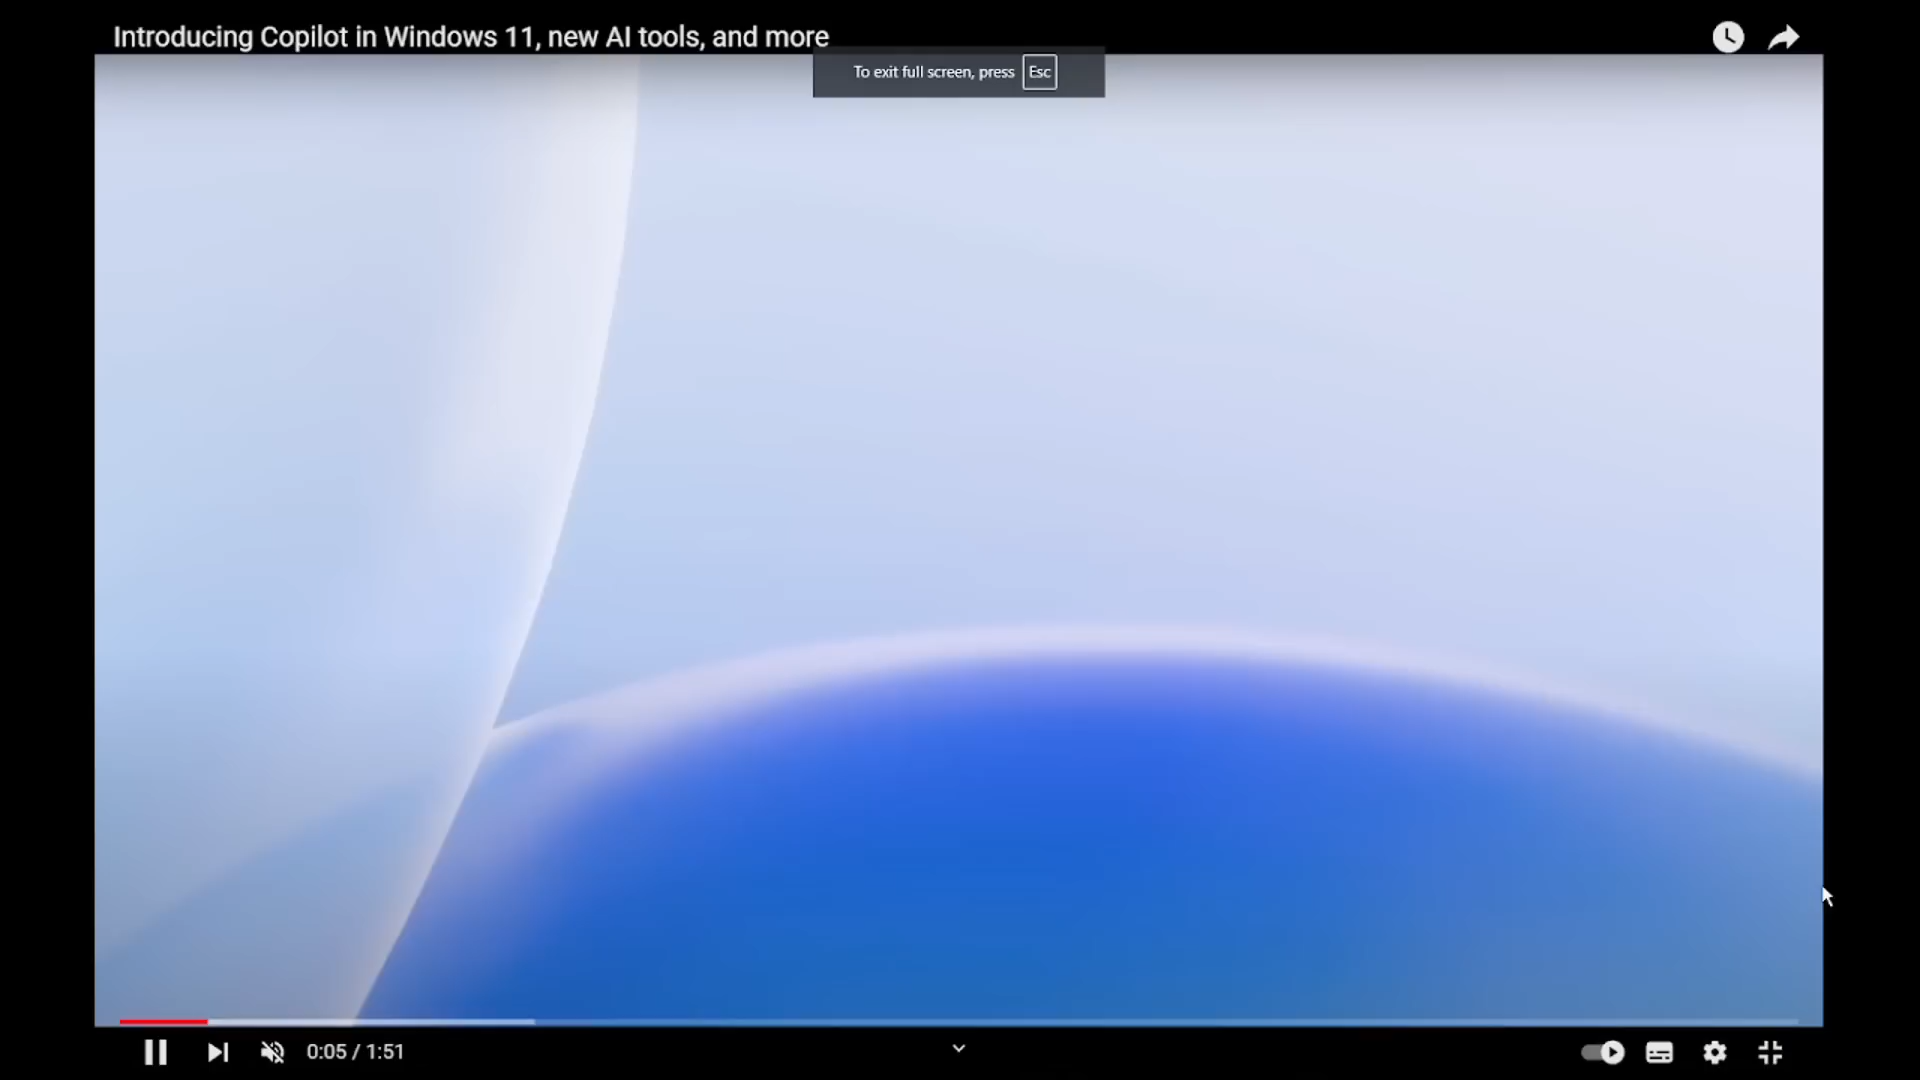 Introducing Copilot in Windows 11, new AI tools, and more
To exit full screen, press Esc
0:05 / 1:51